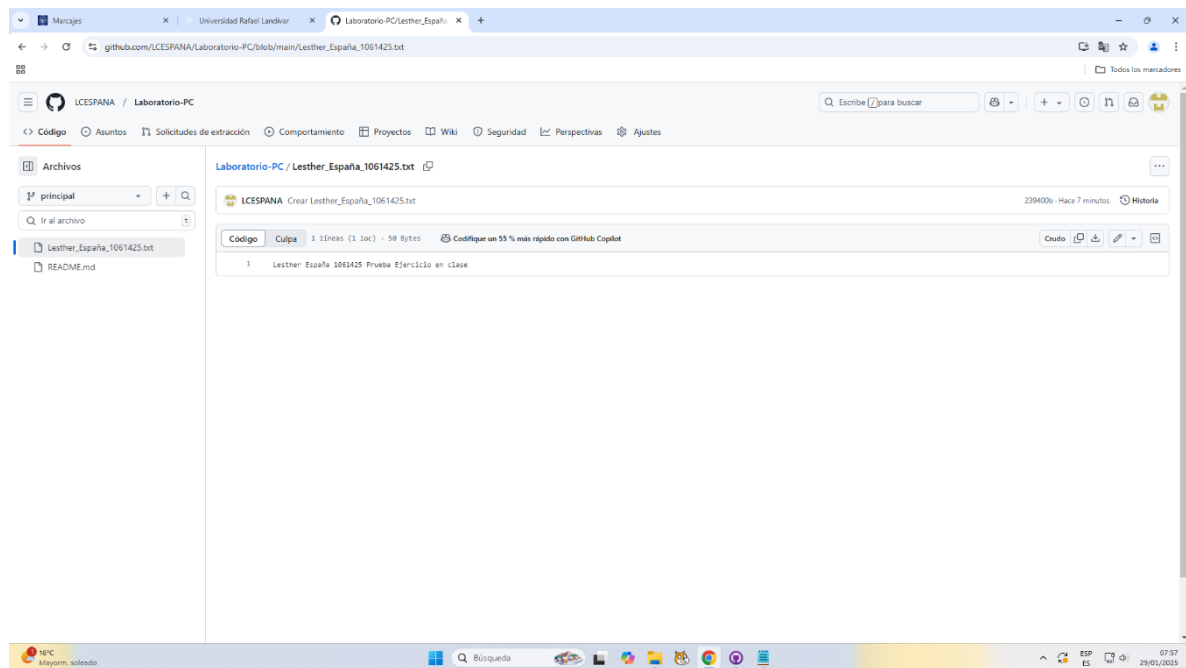 Marcajes
Universidad Rafael Landívar
Laboratorio-PC/Lesther_Españ
github.com/LCESPANA/Laboratorio-PC/blob/main/Lesther_España_1061425.txt
Todos los marcadores
LCESPANA / Laboratorio-PC
Escribe / para buscar
Código Asuntos Solicitudes de extracción Comportamiento Proyectos Wiki Seguridad Perspectivas Ajustes
Archivos
Laboratorio-PC / Lesther_España_1061425.txt
principal
LCESPANA Crear Lesther_España_1061425.txt
239400b · Hace 7 minutos Historia
Ir al archivo t
Código Culpa 1 líneas (1 loc) · 50 Bytes Codifique un 55 % más rápido con GitHub Copilot
Crudo
Lesther_España_1061425.txt
README.md
1 Lesther España 1061425 Prueba Ejercicio en clase
1
16°C
Mayorm. soleado
Búsqueda
ESP
ES
07:57
29/01/2025